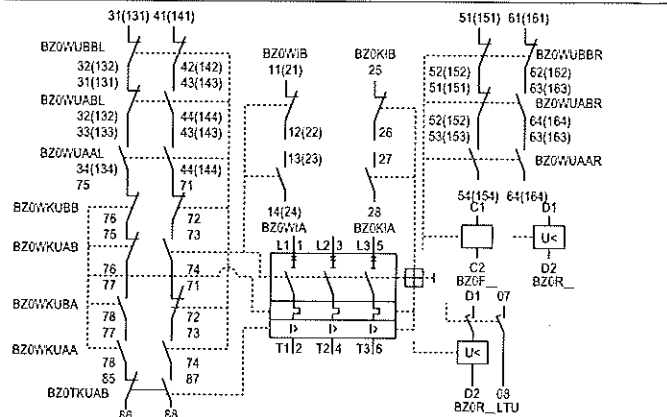 31(131) 41(141)
BZ0WUBBL
32(132) 42(142)
31(131) 43(143)
BZ0WUABL
32(132) 44(144)
33(133) 43(143)
BZ0WUAAL
34(134) 44(144)
75 71
BZ0WKUBB
76 72
75 73
BZ0WKUAB
76 74
77 71
BZ0WKUBA
78 72
77 73
BZ0WKUAA
78 74
85 87
BZ0TKUAB
86 88
BZ0WIB BZ0KIB
11(21) 25
12(22) 26
13(23) 27
14(24) 28
BZ0WIA BZ0KIA
L1 1 L2 3 L3 5
I> I> I>
T1 2 T2 4 T3 6
51(151) 61(161)
BZ0WUBBR
52(152) 62(162)
51(151) 63(163)
BZ0WUABR
52(152) 64(164)
53(153) 63(163)
BZ0WUAAR
54(154) 64(164)
C1 D1
U<
C2 D2
BZ0F__ BZ0R__
D1 07
U<
D2 08
BZ0R__LTU